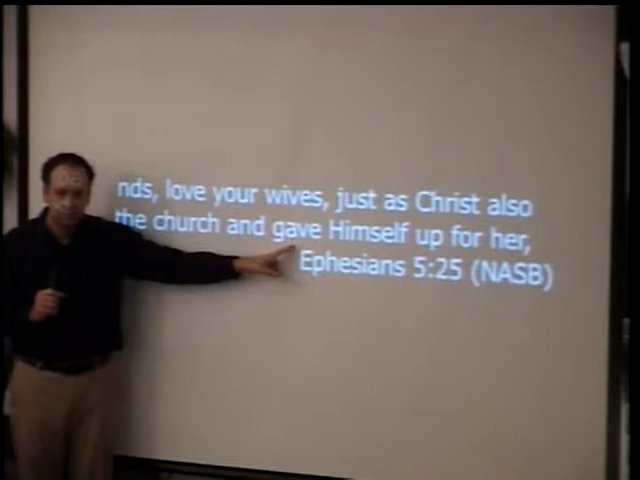 nds, love your wives, just as Christ also
the church and gave Himself up for her,
Ephesians 5:25 (NASB)